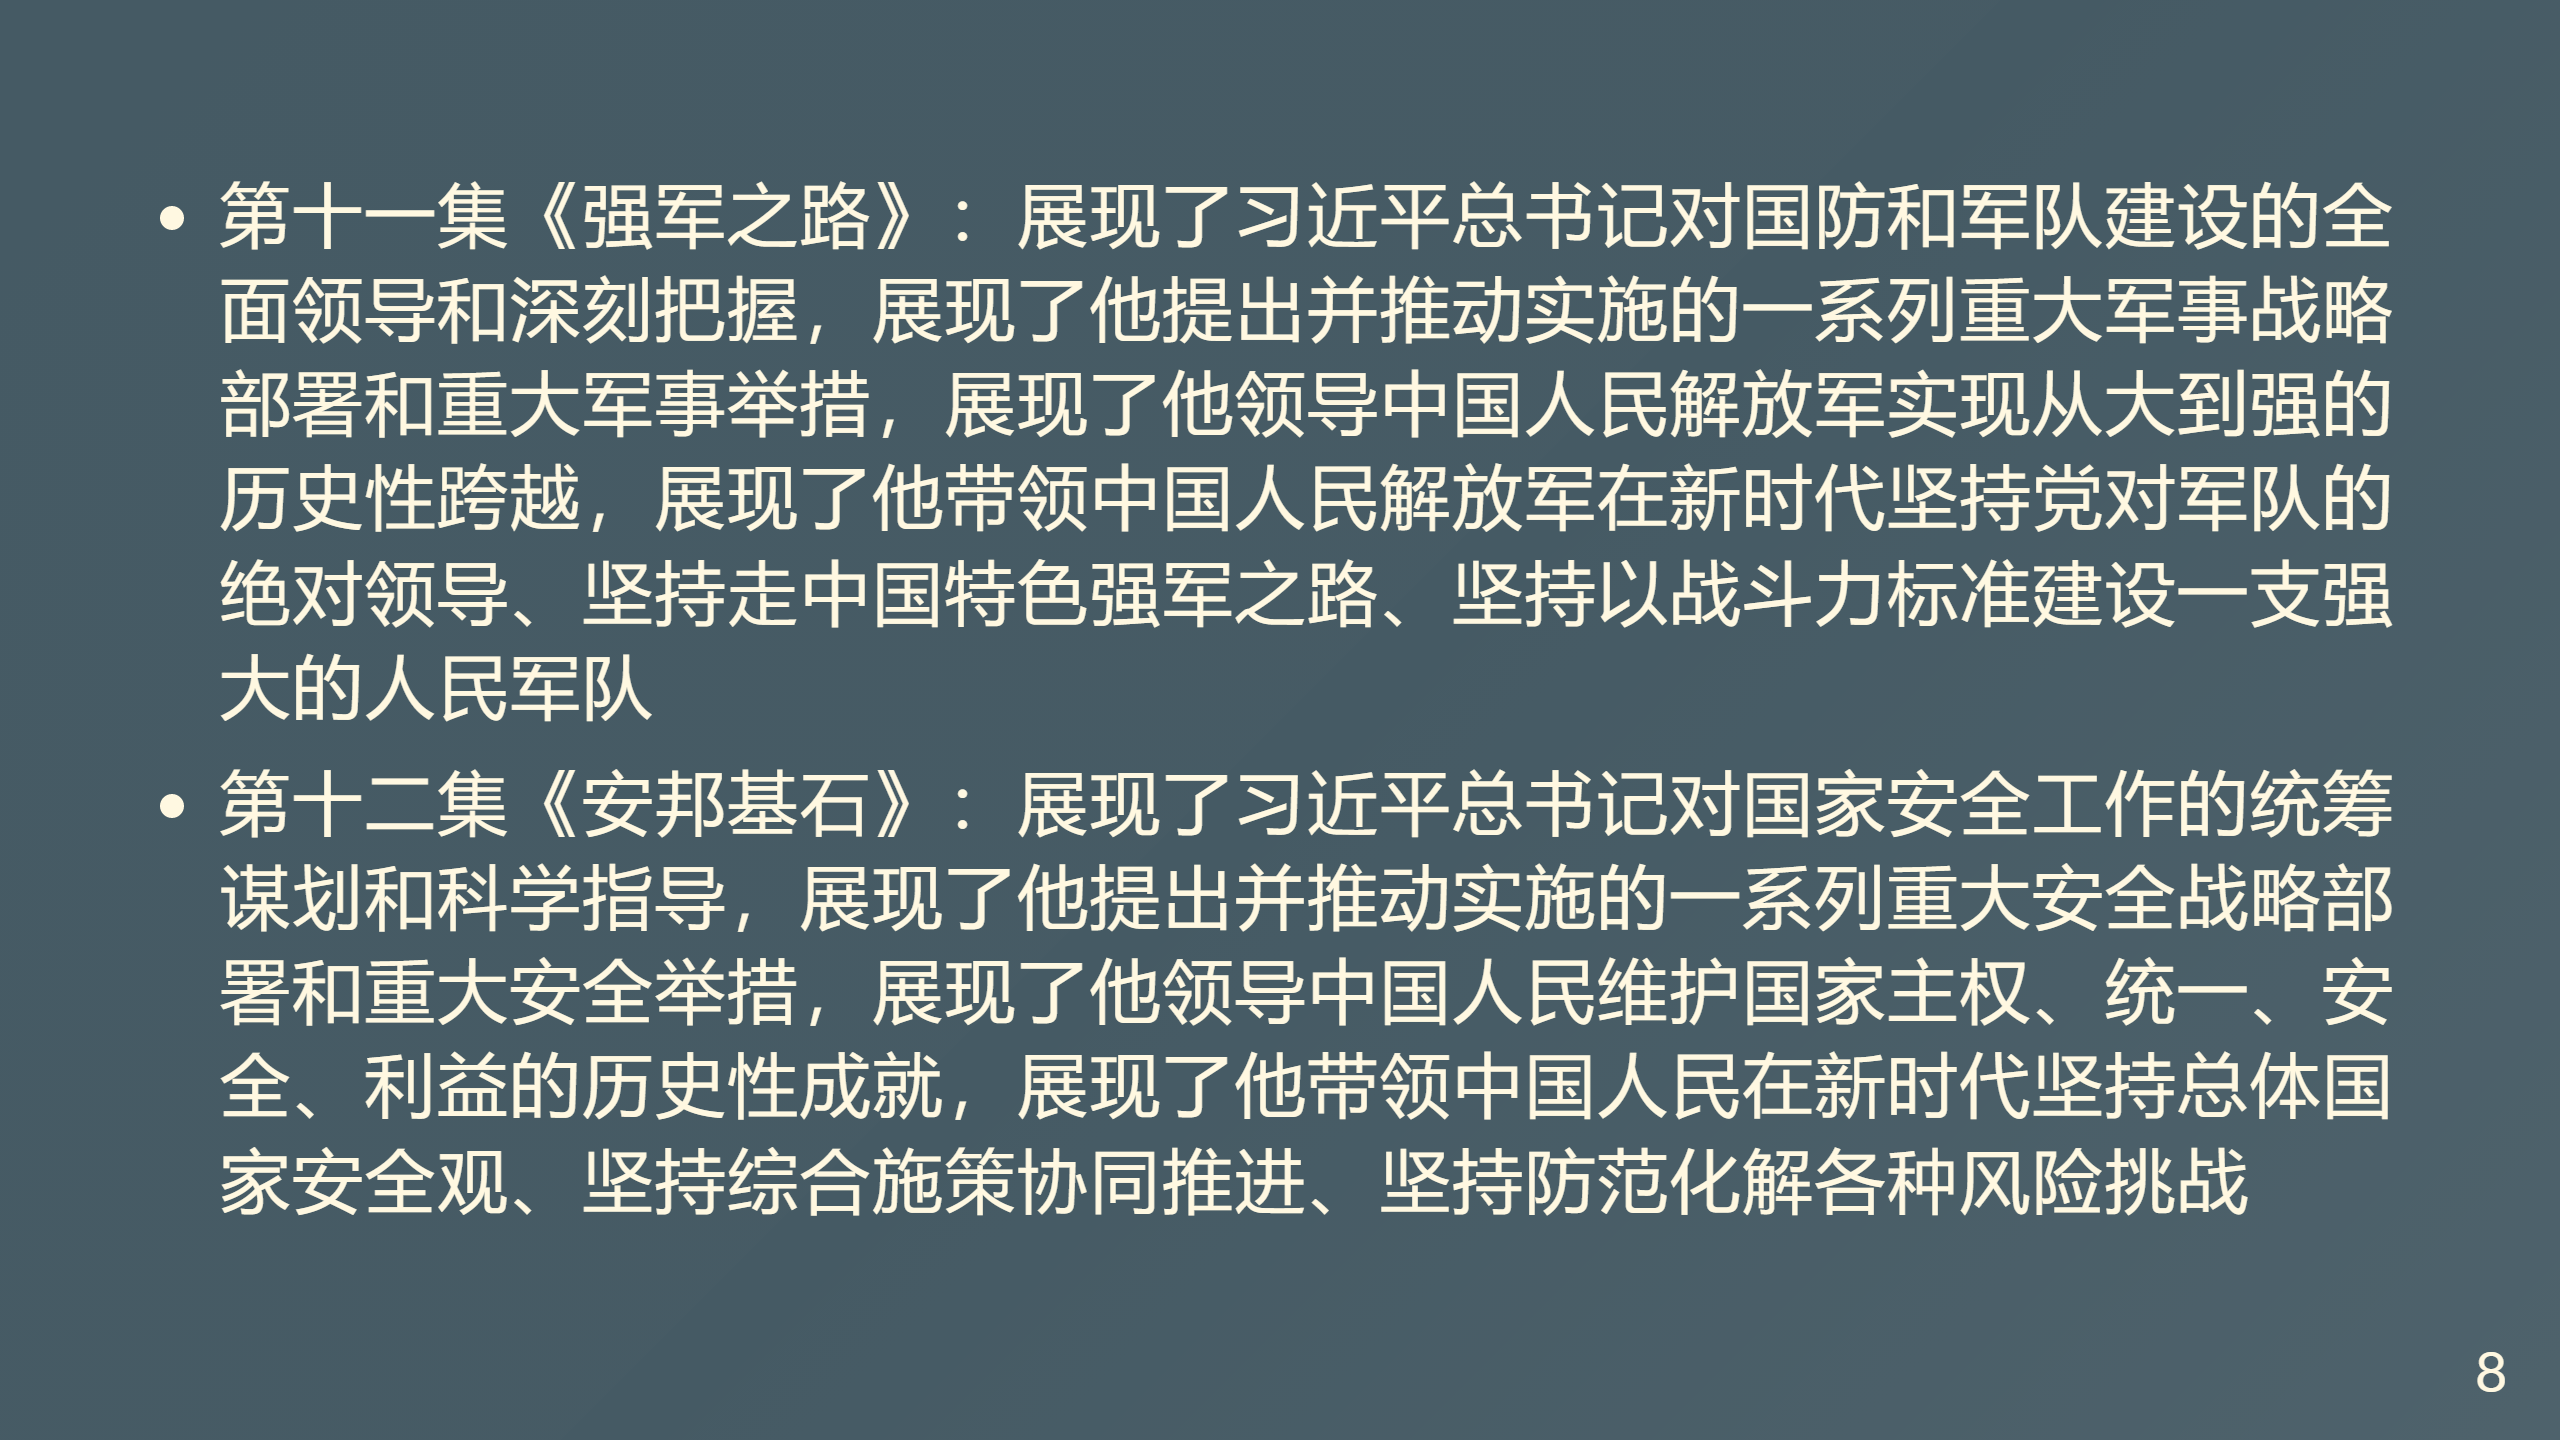 • 第十一集《强军之路》：展现了习近平总书记对国防和军队建设的全
面领导和深刻把握，展现了他提出并推动实施的一系列重大军事战略
部署和重大军事举措，展现了他领导中国人民解放军实现从大到强的
历史性跨越，展现了他带领中国人民解放军在新时代坚持党对军队的
绝对领导、坚持走中国特色强军之路、坚持以战斗力标准建设一支强
大的人民军队
• 第十二集《安邦基石》：展现了习近平总书记对国家安全工作的统筹
谋划和科学指导，展现了他提出并推动实施的一系列重大安全战略部
署和重大安全举措，展现了他领导中国人民维护国家主权、统一、安
全、利益的历史性成就，展现了他带领中国人民在新时代坚持总体国
家安全观、坚持综合施策协同推进、坚持防范化解各种风险挑战
8